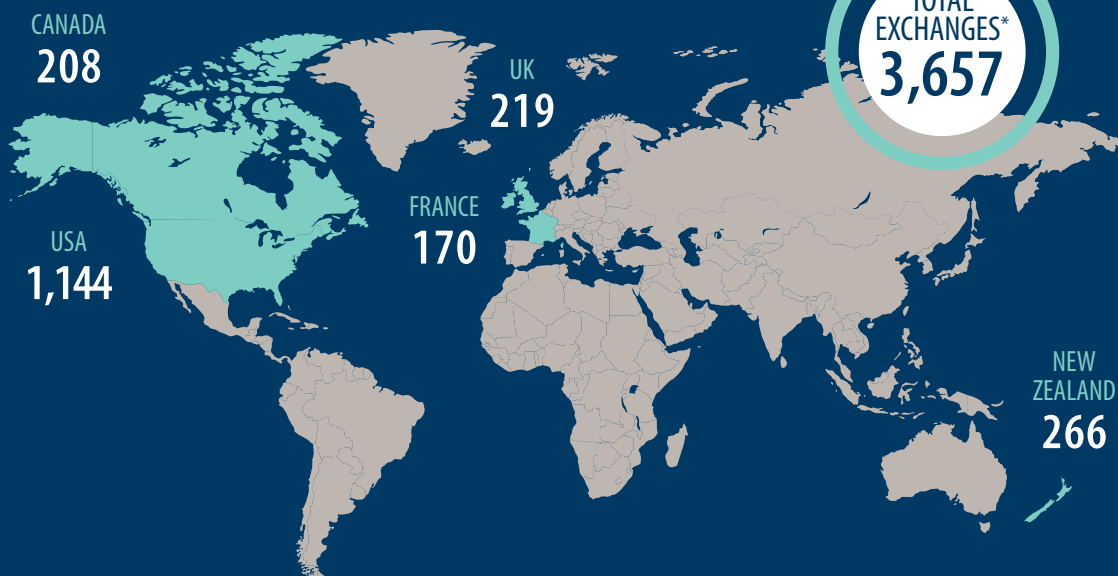 CANADA
208
TOTAL
EXCHANGES*
3,657
UK
219
FRANCE
170
USA
1,144
NEW
ZEALAND
266